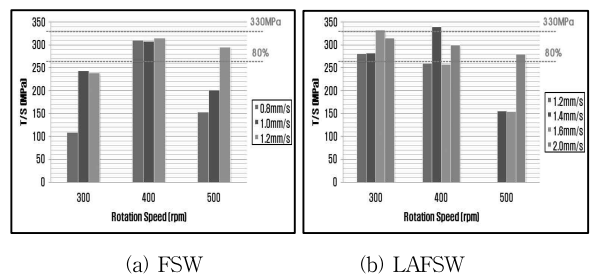 350
300
250
200
150
100
50
0
T/S (MPa)
300
400
500
Rotation Speed (rpm)
330MPa
80%
0.8mm/s
1.0mm/s
1.2mm/s
350
300
250
200
150
100
50
0
T/S (MPa)
300
400
500
Rotation Speed (rpm)
330MPa
80%
1.2mm/s
1.4mm/s
1.6mm/s
2.0mm/s
(a) FSW
(b) LAFSW